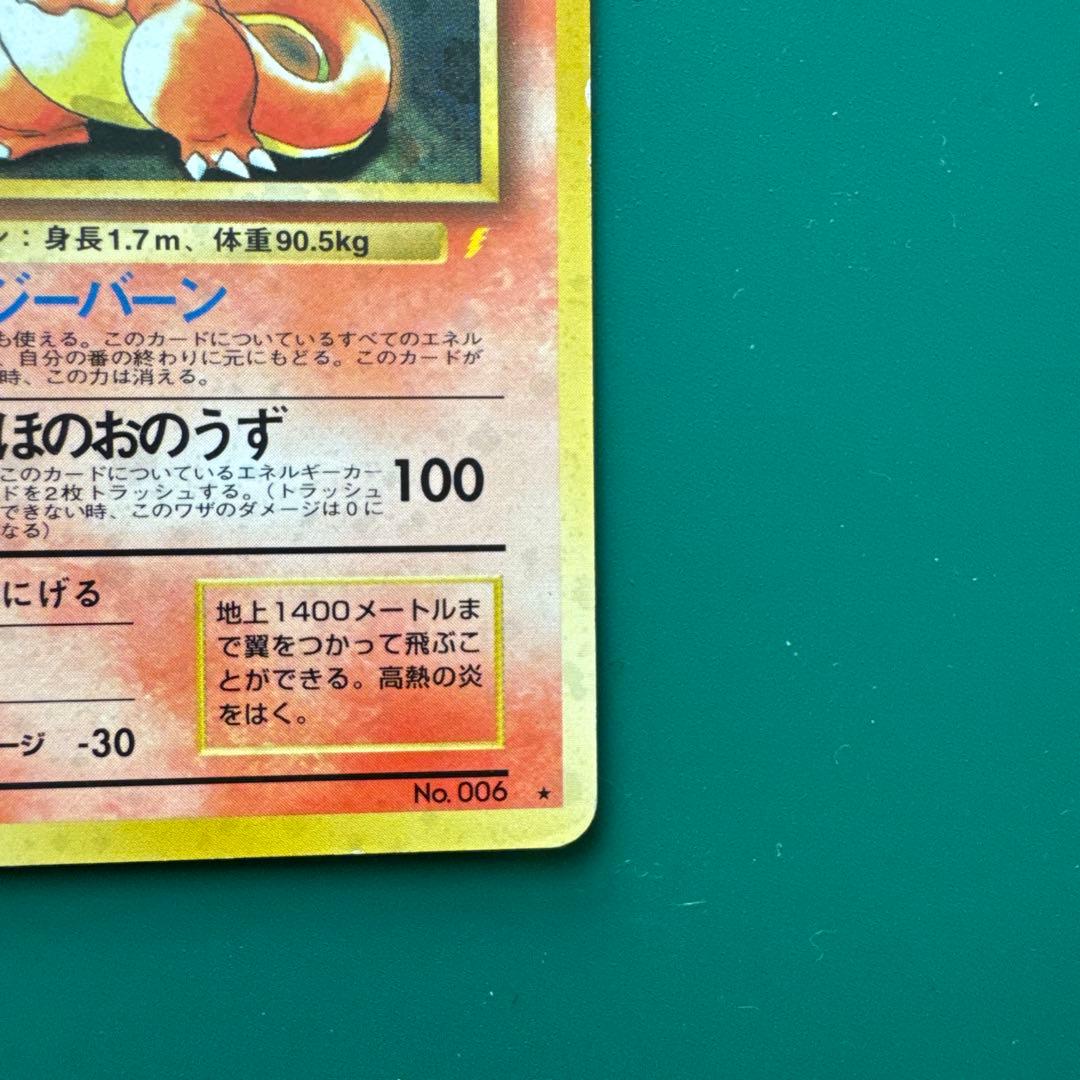 ン：身長1.7m、体重90.5kg
ジーバーン
も使える。このカードについているすべてのエネル
、自分の番の終わりに元にもどる。このカードが
時、この力は消える。
ほのおのうず
100
このカードについているエネルギーカー
ドを2枚トラッシュする。（トラッシュ
できない時、このワザのダメージは0に
なる）
にげる
地上1400メートルま
で翼をつかって飛ぶこ
とができる。高熱の炎
をはく。
ージ -30
No. 006 ★